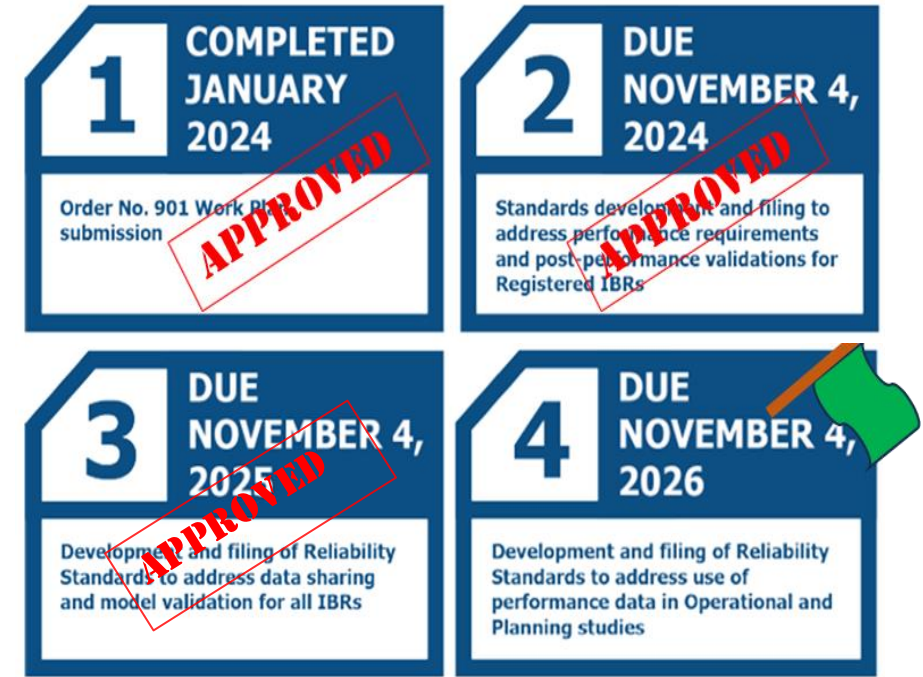 1
COMPLETED
JANUARY
2024
APPROVED
Order No. 901 Work Plan
submission
2
DUE
NOVEMBER 4,
2024
APPROVED
Standards development and filing to
address performance requirements
and post-performance validations for
Registered IBRs
3
DUE
NOVEMBER 4,
2025
APPROVED
Development and filing of Reliability
Standards to address data sharing
and model validation for all IBRs
4
DUE
NOVEMBER 4,
2026
Development and filing of Reliability
Standards to address use of
performance data in Operational and
Planning studies